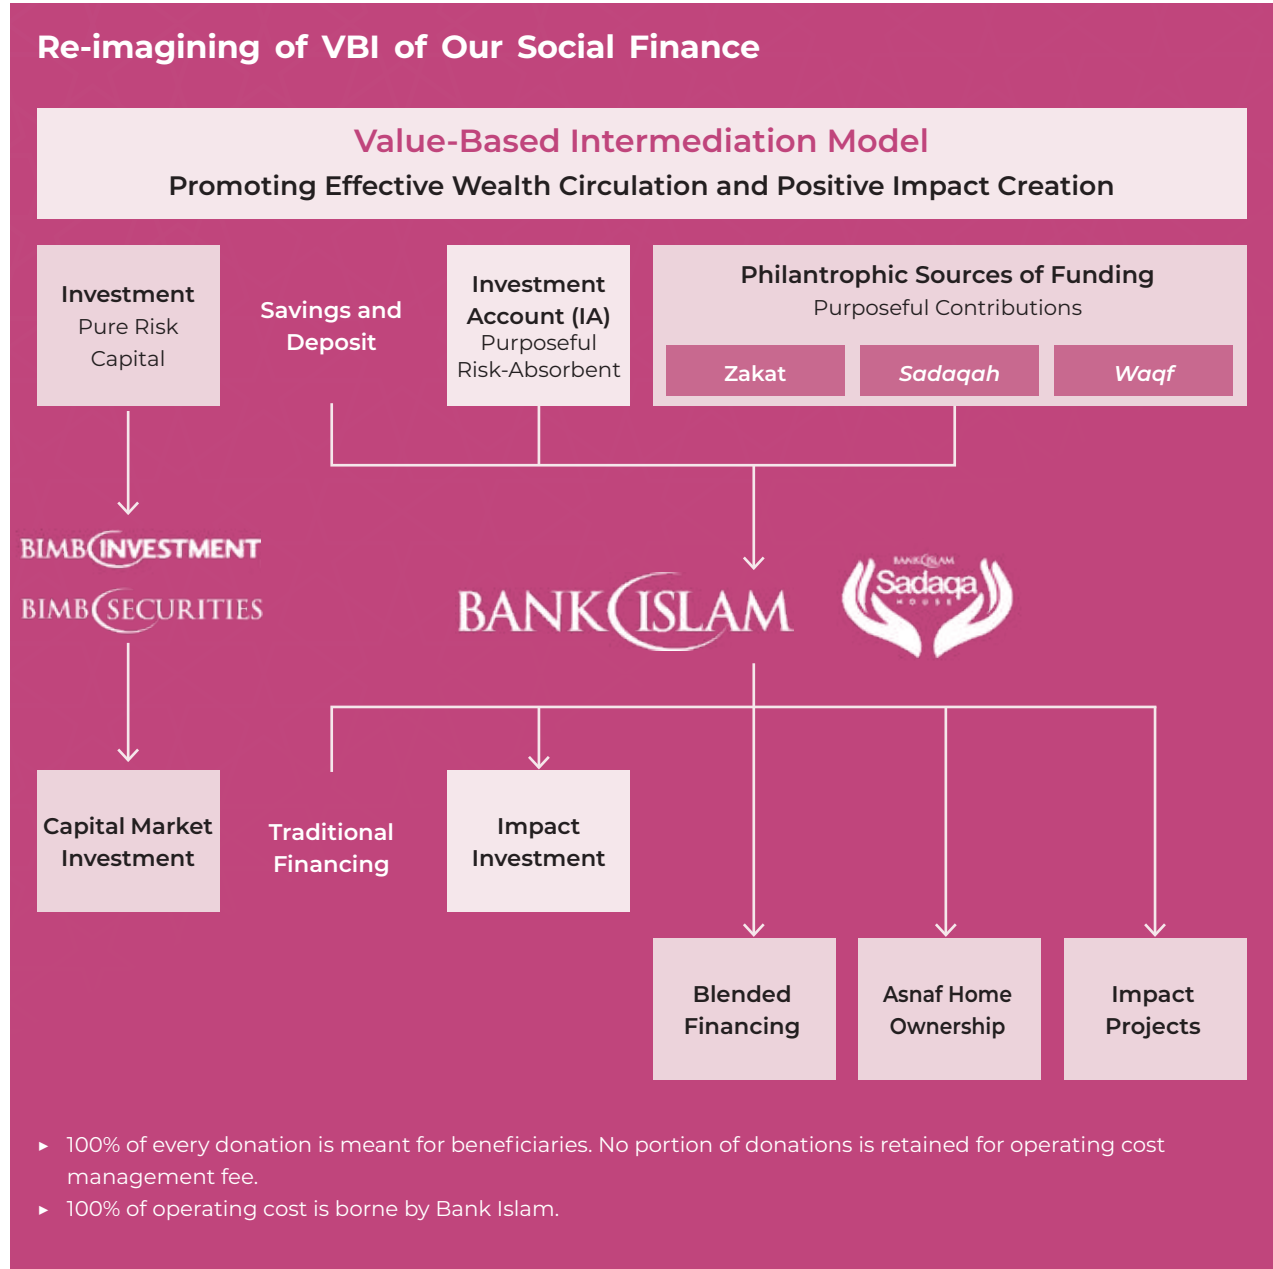 Re-imagining of VBI of Our Social Finance
Value-Based Intermediation Model
Promoting Effective Wealth Circulation and Positive Impact Creation
Investment
Pure Risk
Capital
Savings and
Deposit
Investment
Account (IA)
Purposeful
Risk-Absorbent
Philantrophic Sources of Funding
Purposeful Contributions
Zakat
Sadaqah
Waqf
BIMB INVESTMENT
BIMB SECURITIES
BANK ISLAM
BANK ISLAM
Sadaqa
HOUSE
Capital Market
Investment
Traditional
Financing
Impact
Investment
Blended
Financing
Asnaf Home
Ownership
Impact
Projects
▸ 100% of every donation is meant for beneficiaries. No portion of donations is retained for operating cost
management fee.
▸ 100% of operating cost is borne by Bank Islam.